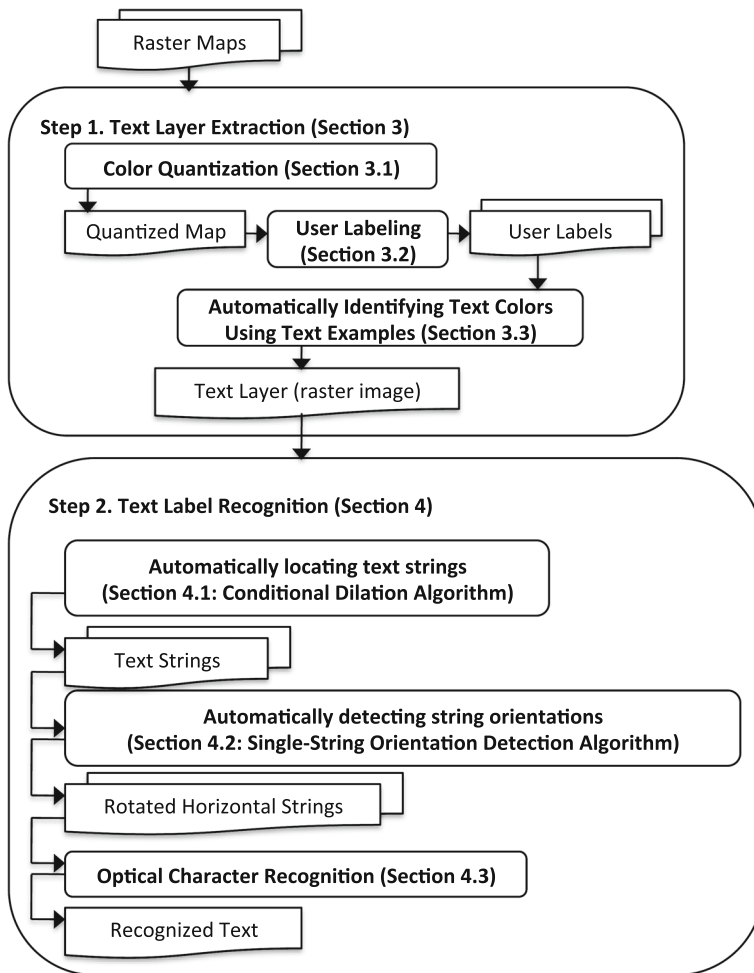 Raster Maps
Step 1. Text Layer Extraction (Section 3)
Color Quantization (Section 3.1)
Quantized Map
User Labeling
(Section 3.2)
User Labels
Automatically Identifying Text Colors
Using Text Examples (Section 3.3)
Text Layer (raster image)
Step 2. Text Label Recognition (Section 4)
Automatically locating text strings
(Section 4.1: Conditional Dilation Algorithm)
Text Strings
Automatically detecting string orientations
(Section 4.2: Single-String Orientation Detection Algorithm)
Rotated Horizontal Strings
Optical Character Recognition (Section 4.3)
Recognized Text